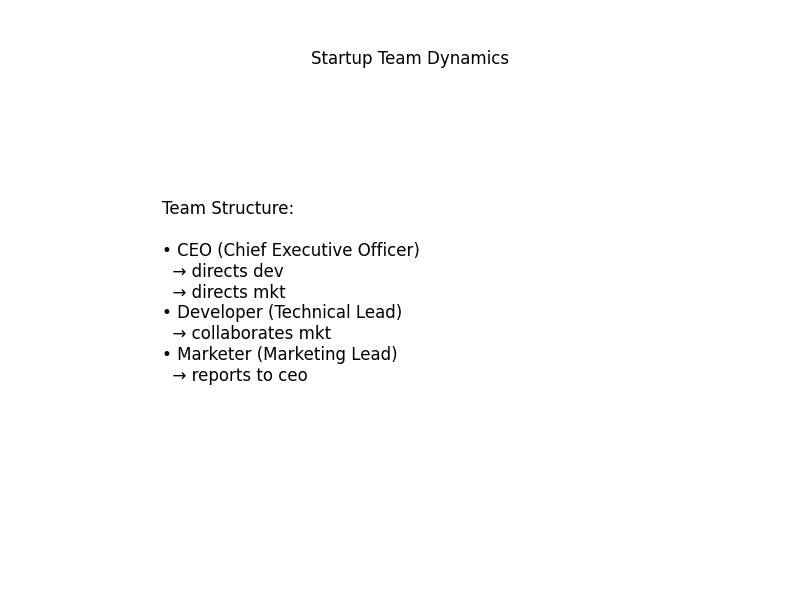 Startup Team Dynamics
Team Structure:
• CEO (Chief Executive Officer)
→ directs dev
→ directs mkt
• Developer (Technical Lead)
→ collaborates mkt
• Marketer (Marketing Lead)
→ reports to ceo